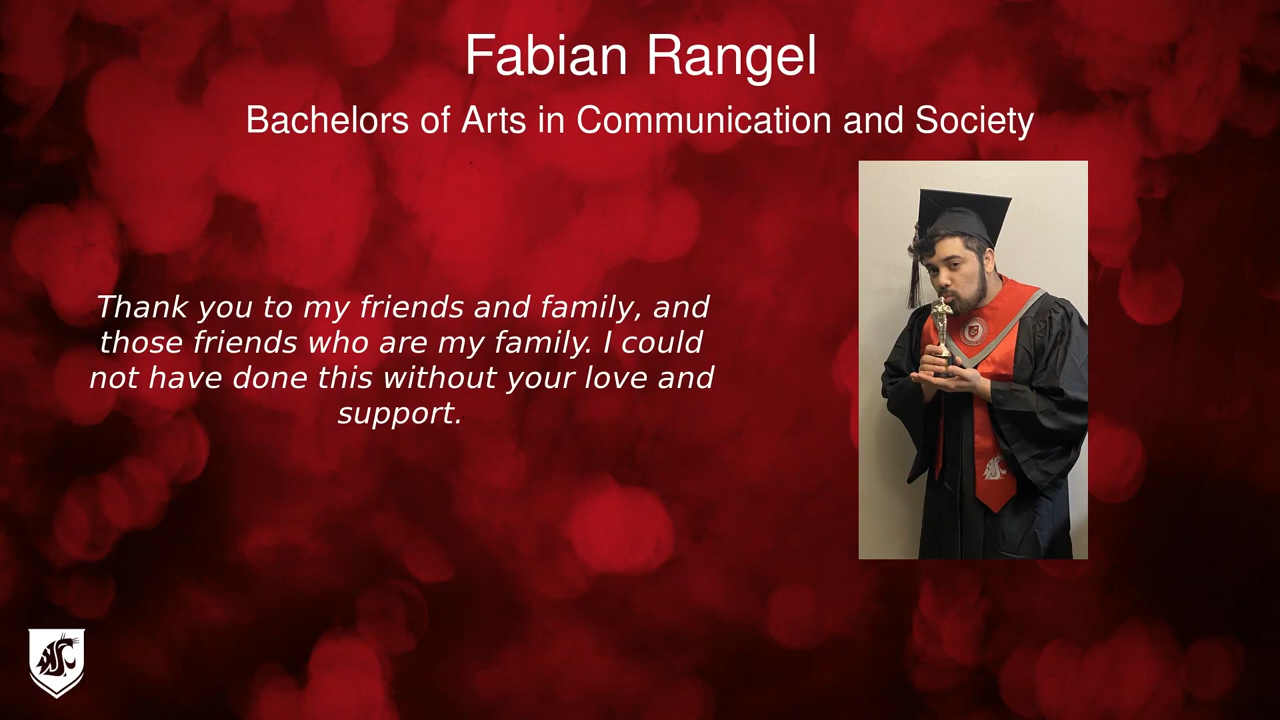 Fabian Rangel
Bachelors of Arts in Communication and Society
Thank you to my friends and family, and
those friends who are my family. I could
not have done this without your love and
support.